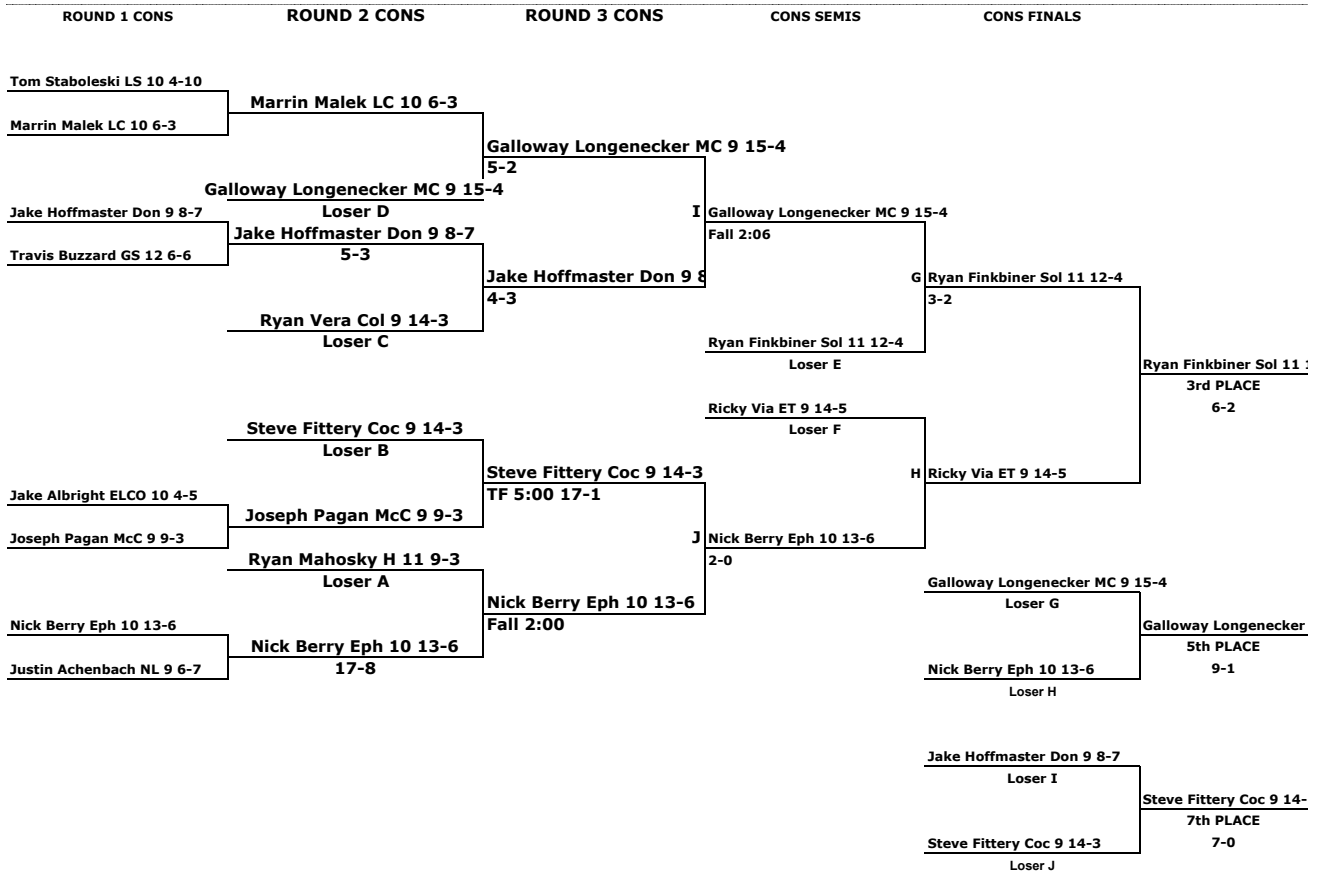 ROUND 1 CONS
ROUND 2 CONS
ROUND 3 CONS
CONS SEMIS
CONS FINALS
Tom Staboleski LS 10 4-10
Marrin Malek LC 10 6-3
Marrin Malek LC 10 6-3
Galloway Longenecker MC 9 15-4
5-2
Galloway Longenecker MC 9 15-4
Loser D
Jake Hoffmaster Don 9 8-7
I
Galloway Longenecker MC 9 15-4
Fall 2:06
Jake Hoffmaster Don 9 8-7
5-3
Travis Buzzard GS 12 6-6
Jake Hoffmaster Don 9 8
4-3
G
Ryan Finkbiner Sol 11 12-4
3-2
Ryan Vera Col 9 14-3
Loser C
Ryan Finkbiner Sol 11 12-4
Loser E
Ryan Finkbiner Sol 11 1
3rd PLACE
6-2
Ricky Via ET 9 14-5
Loser F
Steve Fittery Coc 9 14-3
Loser B
Steve Fittery Coc 9 14-3
TF 5:00 17-1
H
Ricky Via ET 9 14-5
Jake Albright ELCO 10 4-5
Joseph Pagan McC 9 9-3
Joseph Pagan McC 9 9-3
J
Nick Berry Eph 10 13-6
2-0
Ryan Mahosky H 11 9-3
Loser A
Galloway Longenecker MC 9 15-4
Loser G
Nick Berry Eph 10 13-6
Fall 2:00
Nick Berry Eph 10 13-6
Galloway Longenecker
5th PLACE
9-1
Nick Berry Eph 10 13-6
17-8
Justin Achenbach NL 9 6-7
Nick Berry Eph 10 13-6
Loser H
Jake Hoffmaster Don 9 8-7
Loser I
Steve Fittery Coc 9 14-
7th PLACE
7-0
Steve Fittery Coc 9 14-3
Loser J